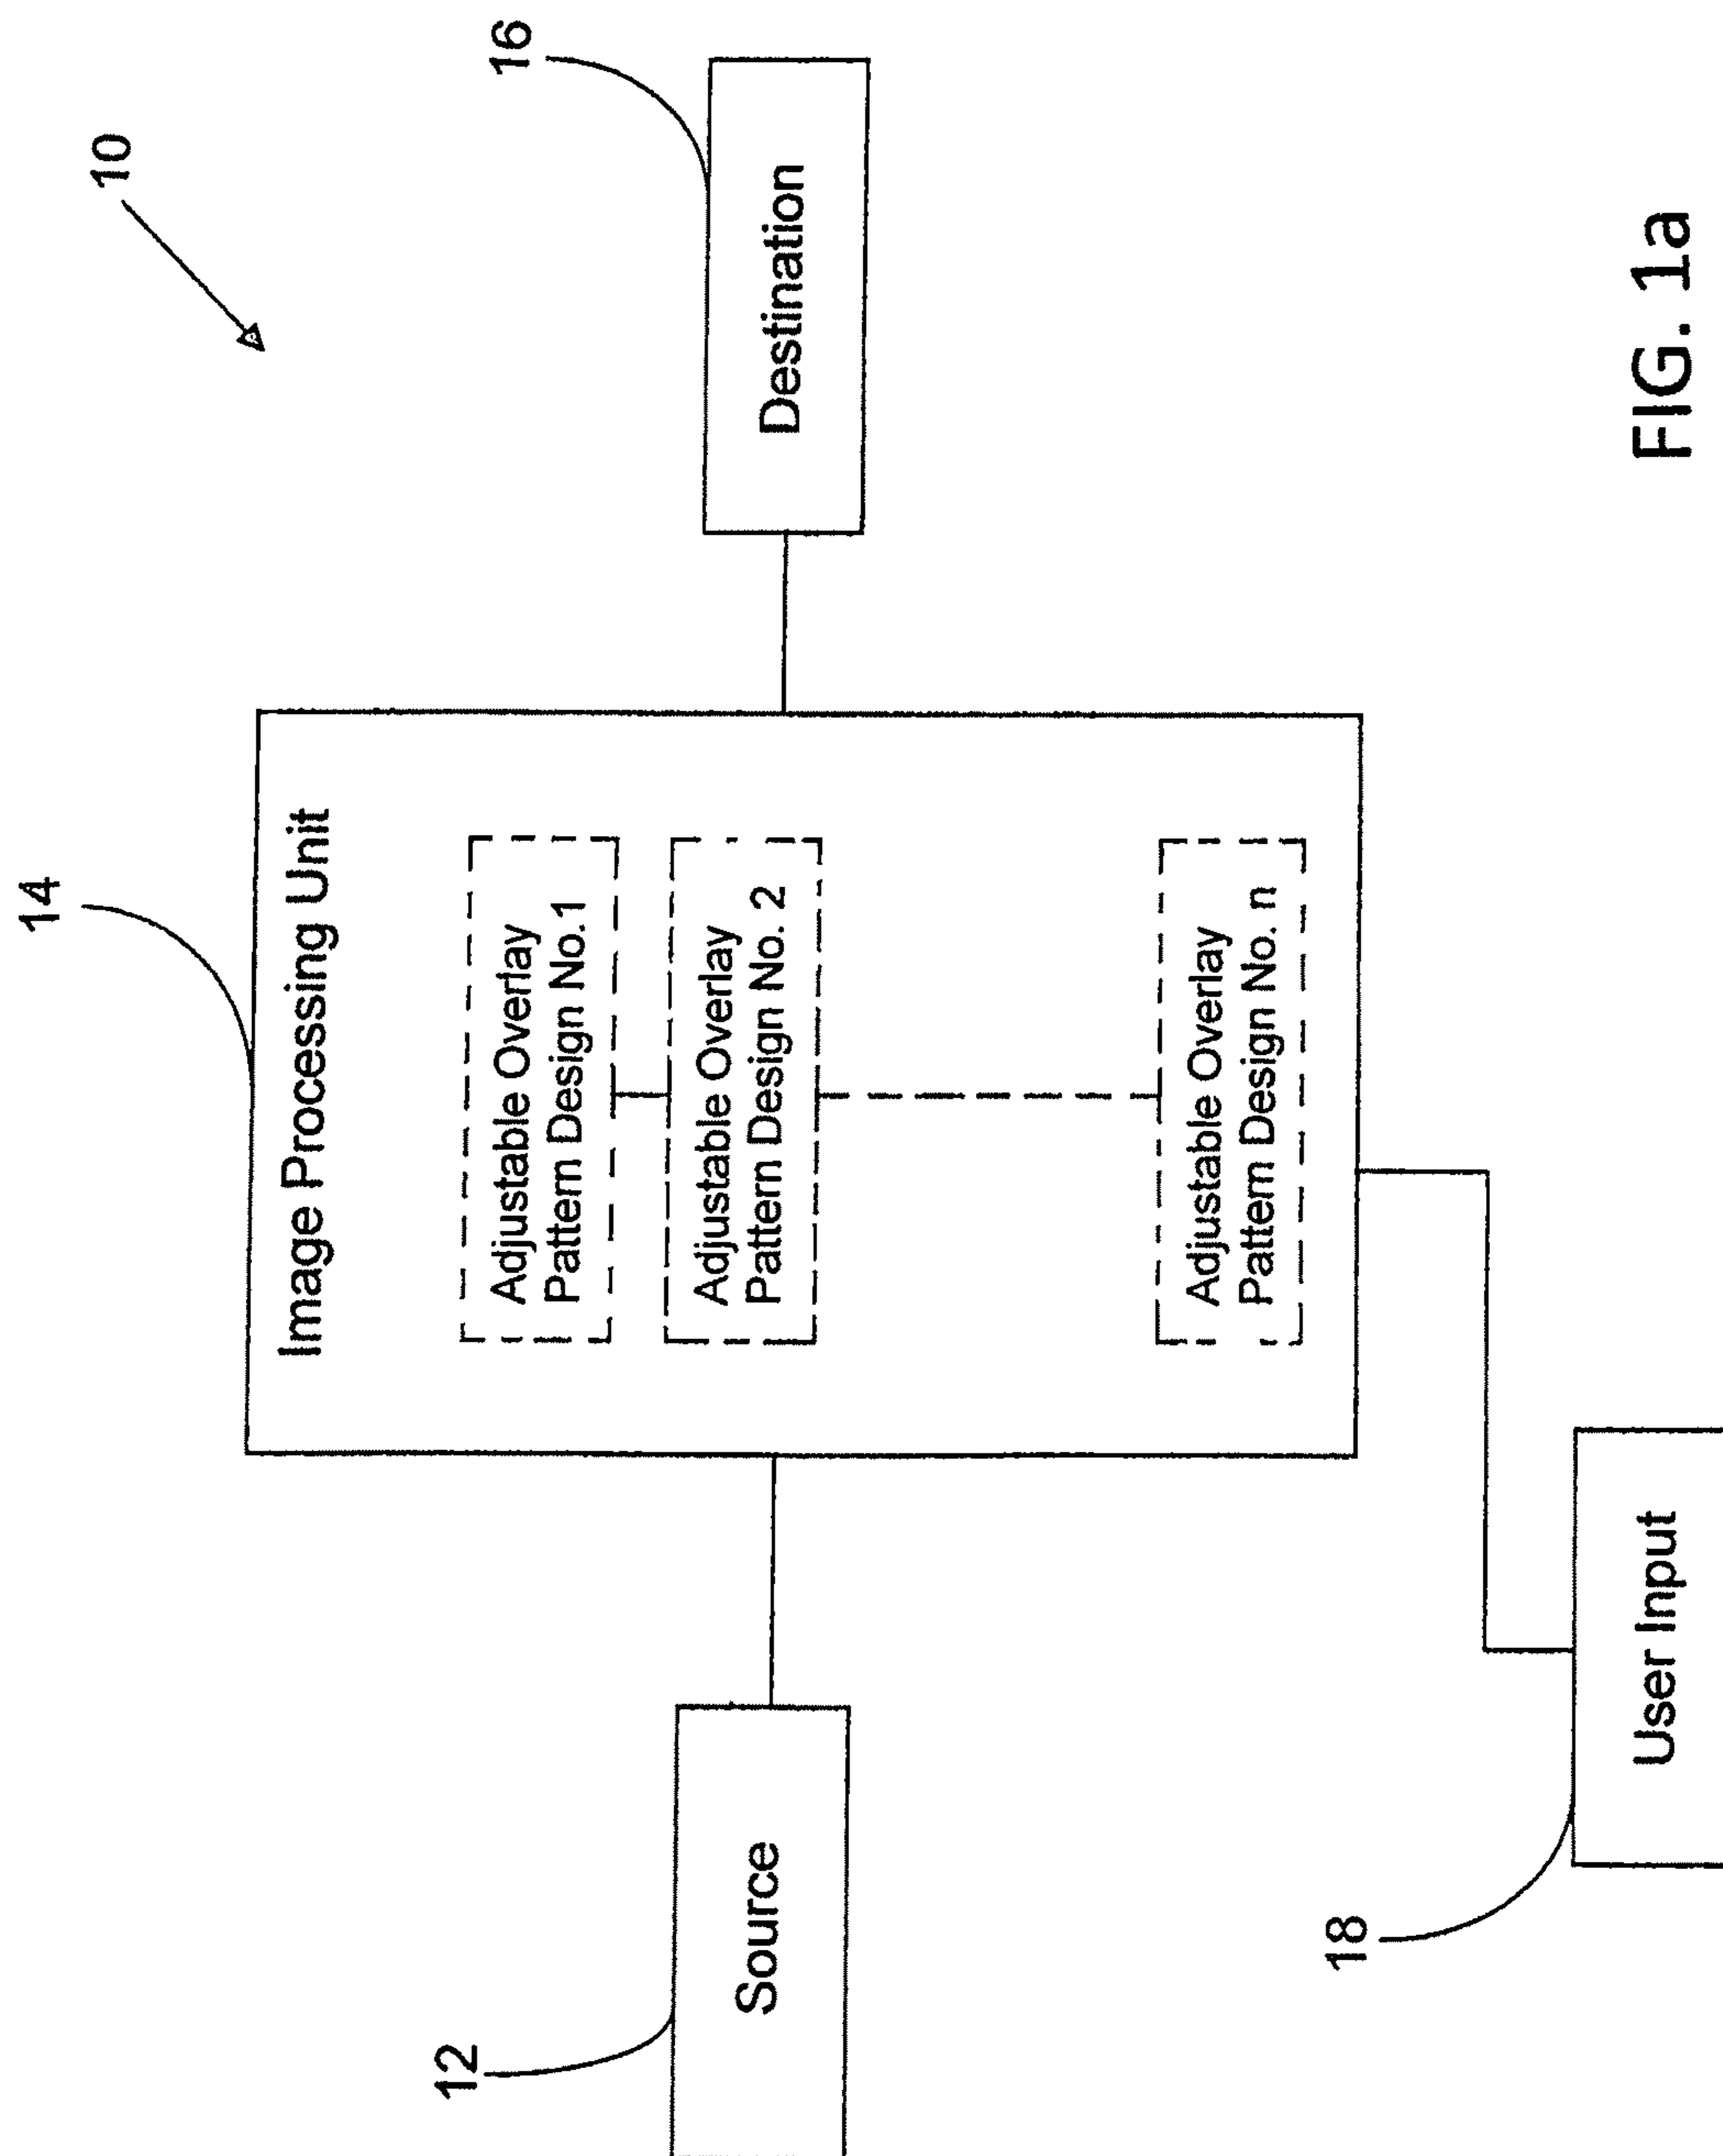 10
14
16
Image Processing Unit
Adjustable Overlay
Pattern Design No.1
Adjustable Overlay
Pattern Design No. 2
Adjustable Overlay
Pattern Design No. n
12
Source
Destination
18
User Input
FIG. 1a